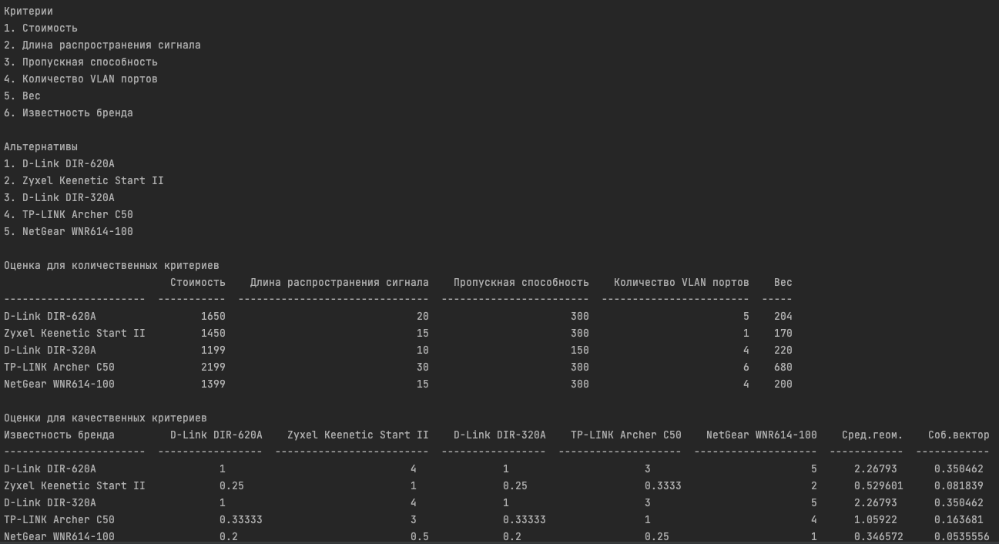 Критерии
1. Стоимость
2. Длина распространения сигнала
3. Пропускная способность
4. Количество VLAN портов
5. Вес
6. Известность бренда
Альтернативы
1. D-Link DIR-620A
2. Zyxel Keenetic Start II
3. D-Link DIR-320A
4. TP-LINK Archer C50
5. NetGear WNR614-100
Оценка для количественных критериев
Стоимость Длина распространения сигнала Пропускная способность Количество VLAN портов Вес
----------------------- ----------- ------------------------------- ------------------------ ------------------------ -----
D-Link DIR-620A 1650 20 300 5 204
Zyxel Keenetic Start II 1450 15 300 1 170
D-Link DIR-320A 1199 10 150 4 220
TP-LINK Archer C50 2199 30 300 6 680
NetGear WNR614-100 1399 15 300 4 200
Оценки для качественных критериев
Известность бренда D-Link DIR-620A Zyxel Keenetic Start II D-Link DIR-320A TP-LINK Archer C50 NetGear WNR614-100 Сред.геом. Соб.вектор
----------------------- ----------------- ------------------------- ----------------- -------------------- -------------------- ------------ ------------
D-Link DIR-620A 1 4 1 3 5 2.26793 0.350462
Zyxel Keenetic Start II 0.25 1 0.25 0.3333 2 0.529601 0.081839
D-Link DIR-320A 1 4 1 3 5 2.26793 0.350462
TP-LINK Archer C50 0.33333 3 0.33333 1 4 1.05922 0.163681
NetGear WNR614-100 0.2 0.5 0.2 0.25 1 0.346572 0.0535556